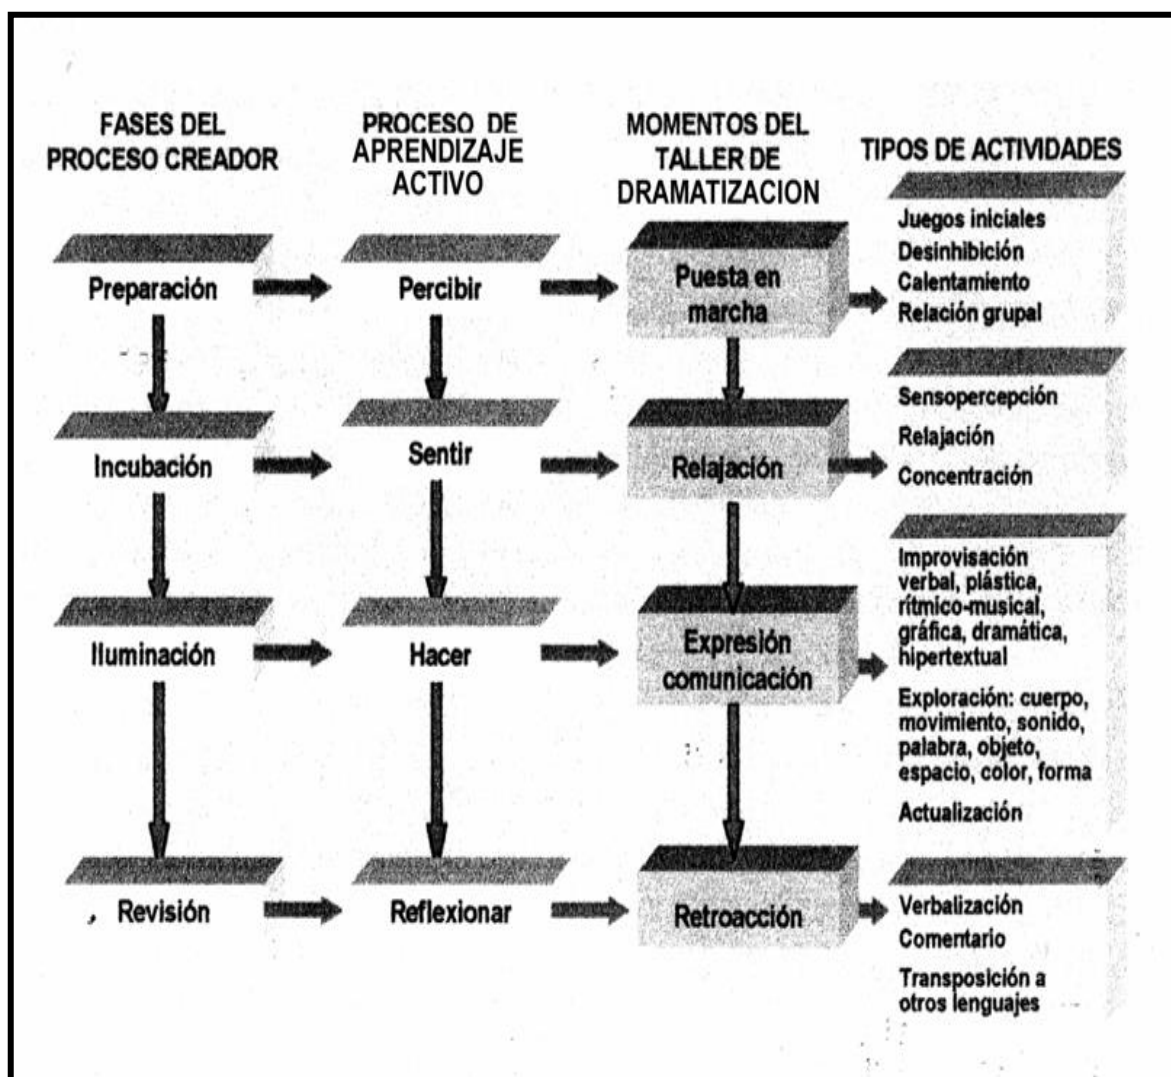 FASES DEL
PROCESO CREADOR
PROCESO DE
APRENDIZAJE
ACTIVO
MOMENTOS DEL
TALLER DE
DRAMATIZACION
TIPOS DE ACTIVIDADES
Preparación
Percibir
Puesta en
marcha
Juegos iniciales
Desinhibición
Calentamiento
Relación grupal
Incubación
Sentir
Relajación
Sensopercepción
Relajación
Concentración
Iluminación
Hacer
Expresión
comunicación
Improvisación
verbal, plástica,
rítmico-musical,
gráfica, dramática,
hipertextual
Exploración: cuerpo,
movimiento, sonido,
palabra, objeto,
espacio, color, forma
Actualización
Revisión
Reflexionar
Retroacción
Verbalización
Comentario
Transposición a
otros lenguajes